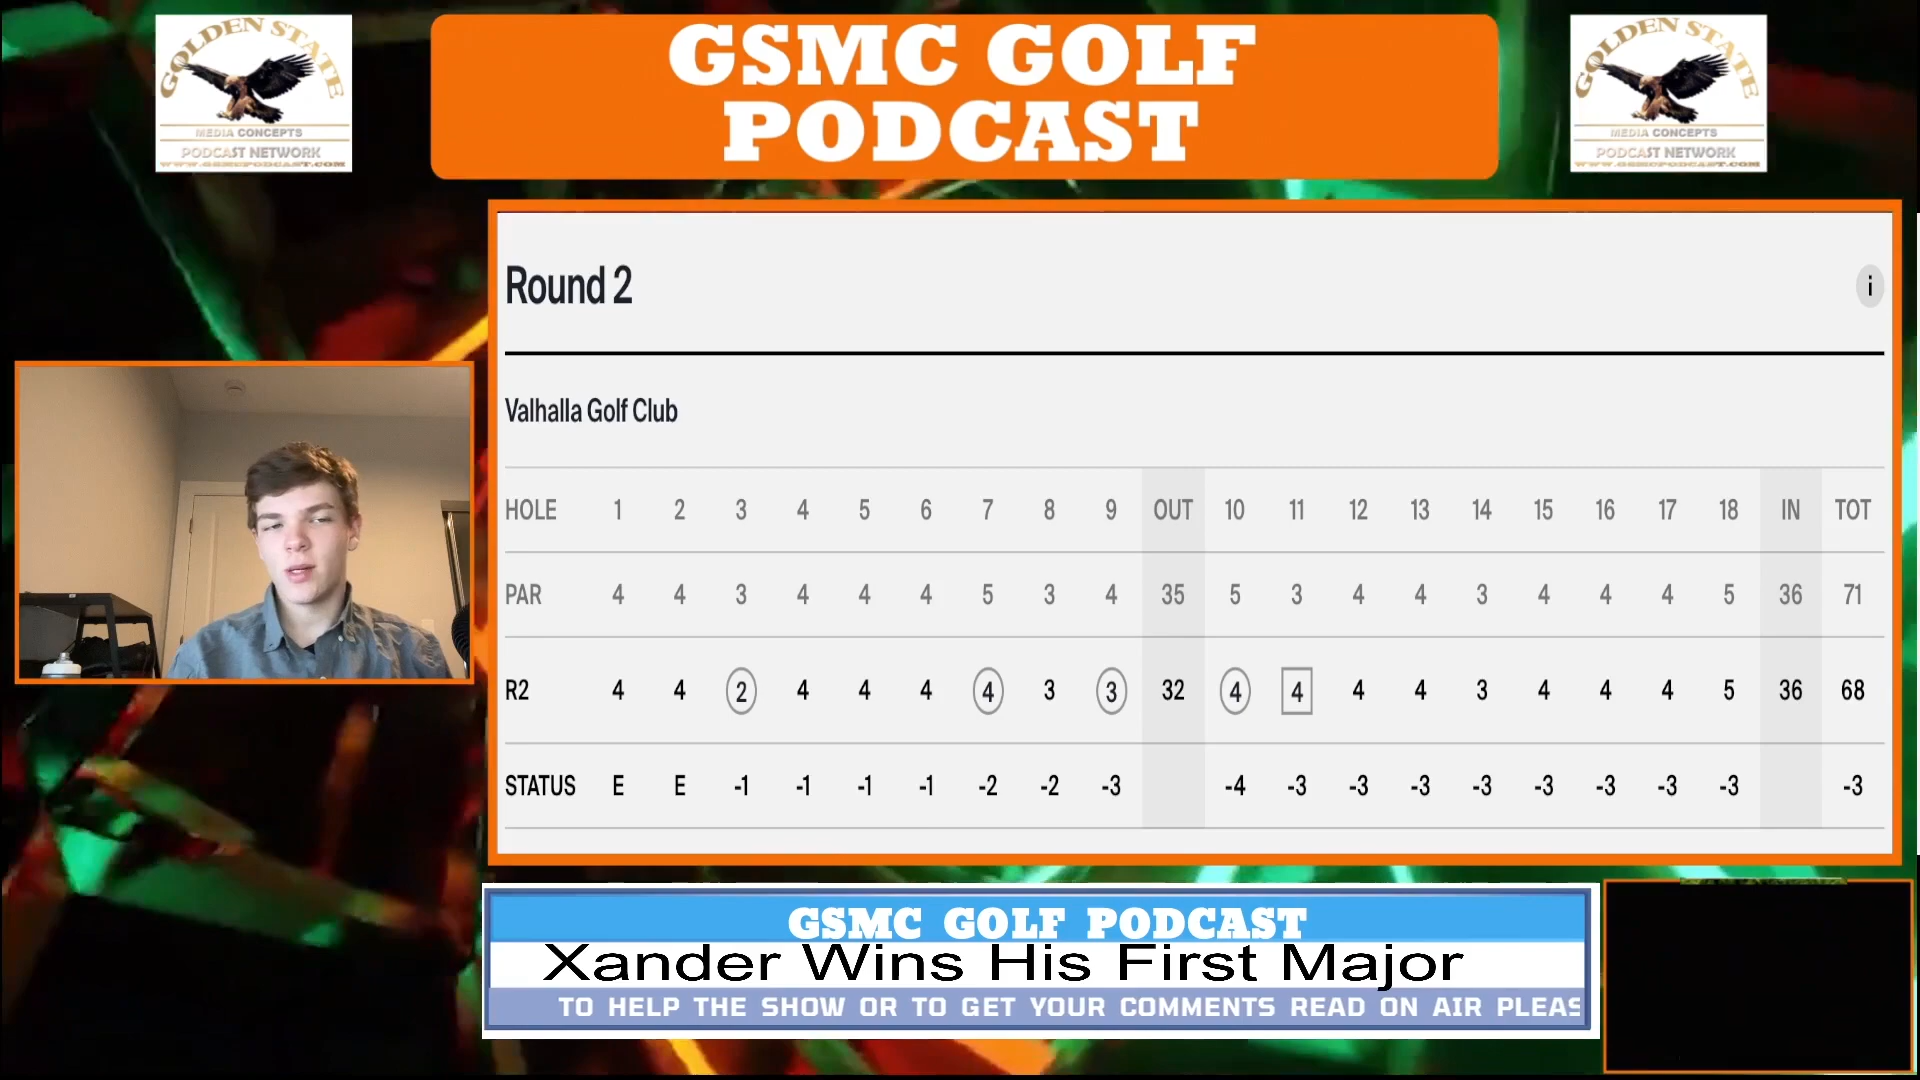 GOLDEN STATE
MEDIA CONCEPTS
PODCAST NETWORK
WWW.GSMCPODCAST.COM
GSMC GOLF
PODCAST
GOLDEN STATE
MEDIA CONCEPTS
PODCAST NETWORK
WWW.GSMCPODCAST.COM
Round 2
i
Valhalla Golf Club
HOLE 1 2 3 4 5 6 7 8 9 OUT 10 11 12 13 14 15 16 17 18 IN TOT
PAR 4 4 3 4 4 4 5 3 4 35 5 3 4 4 3 4 4 4 5 36 71
R2 4 4 2 4 4 4 4 3 3 32 4 4 4 4 3 4 4 4 5 36 68
STATUS E E -1 -1 -1 -1 -2 -2 -3 -4 -3 -3 -3 -3 -3 -3 -3 -3 -3
GSMC GOLF PODCAST
Xander Wins His First Major
TO HELP THE SHOW OR TO GET YOUR COMMENTS READ ON AIR PLEAS